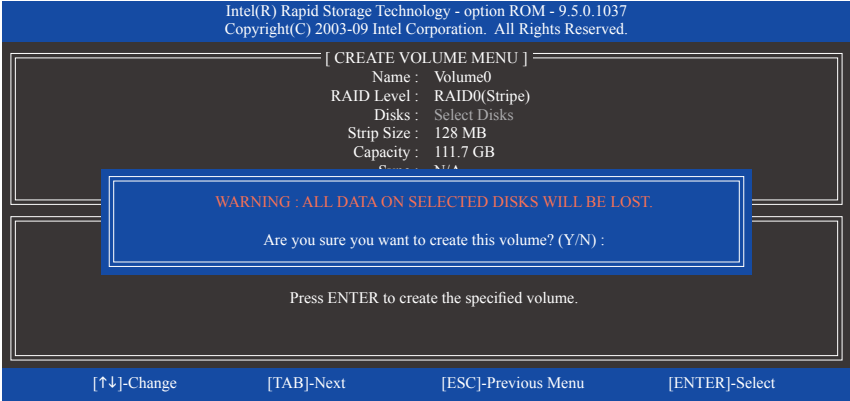 Intel(R) Rapid Storage Technology - option ROM - 9.5.0.1037
Copyright(C) 2003-09 Intel Corporation. All Rights Reserved.
[ CREATE VOLUME MENU ]
Name : Volume0
RAID Level : RAID0(Stripe)
Disks : Select Disks
Strip Size : 128 MB
Capacity : 111.7 GB
Sync : N/A
WARNING : ALL DATA ON SELECTED DISKS WILL BE LOST.
Are you sure you want to create this volume? (Y/N) :
Press ENTER to create the specified volume.
[↑↓]-Change [TAB]-Next [ESC]-Previous Menu [ENTER]-Select